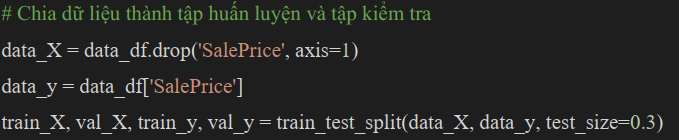 # Chia dữ liệu thành tập huấn luyện và tập kiểm tra
data_X = data_df.drop('SalePrice', axis=1)
data_y = data_df['SalePrice']
train_X, val_X, train_y, val_y = train_test_split(data_X, data_y, test_size=0.3)